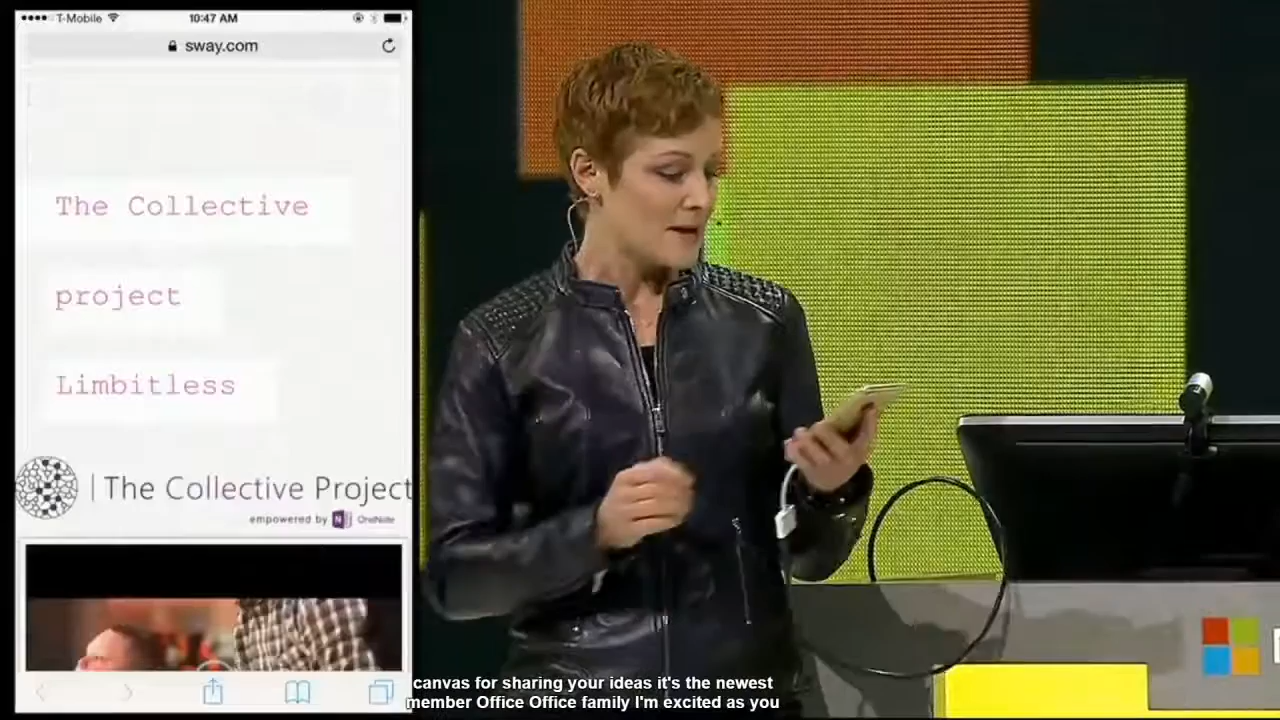 T-Mobile
10:47 AM
sway.com
The Collective
project
Limbitless
The Collective Project
empowered by OneNote
canvas for sharing your ideas it's the newest
member Office Office family I'm excited as you